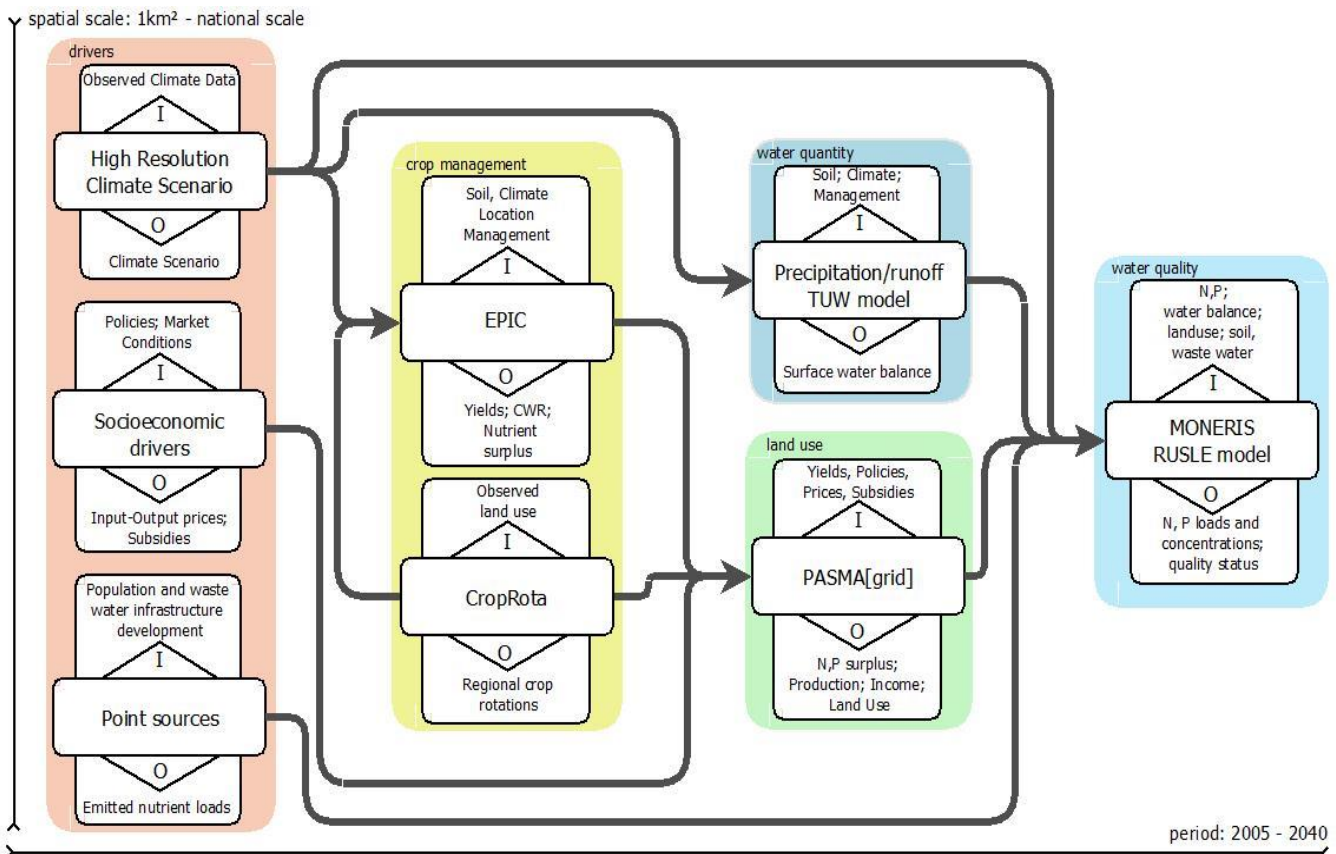 spatial scale: 1km² - national scale
drivers
Observed Climate Data
I
High Resolution
Climate Scenario
O
Climate Scenario
Policies; Market
Conditions
I
Socioeconomic
drivers
O
Input-Output prices;
Subsidies
Population and waste
water infrastructure
development
I
Point sources
O
Emitted nutrient loads
crop management
Soil, Climate
Location
Management
I
EPIC
O
Yields; CWR;
Nutrient
surplus
Observed
land use
I
CropRota
O
Regional crop
rotations
water quantity
Soil; Climate;
Management
I
Precipitation/runoff
TUW model
O
Surface water balance
land use
Yields, Policies,
Prices, Subsidies
I
PASMA[grid]
O
N,P surplus;
Production; Income;
Land Use
water quality
N,P;
water balance;
landuse; soil,
waste water
I
MONERIS
RUSLE model
O
N, P loads and
concentrations;
quality status
period: 2005 - 2040